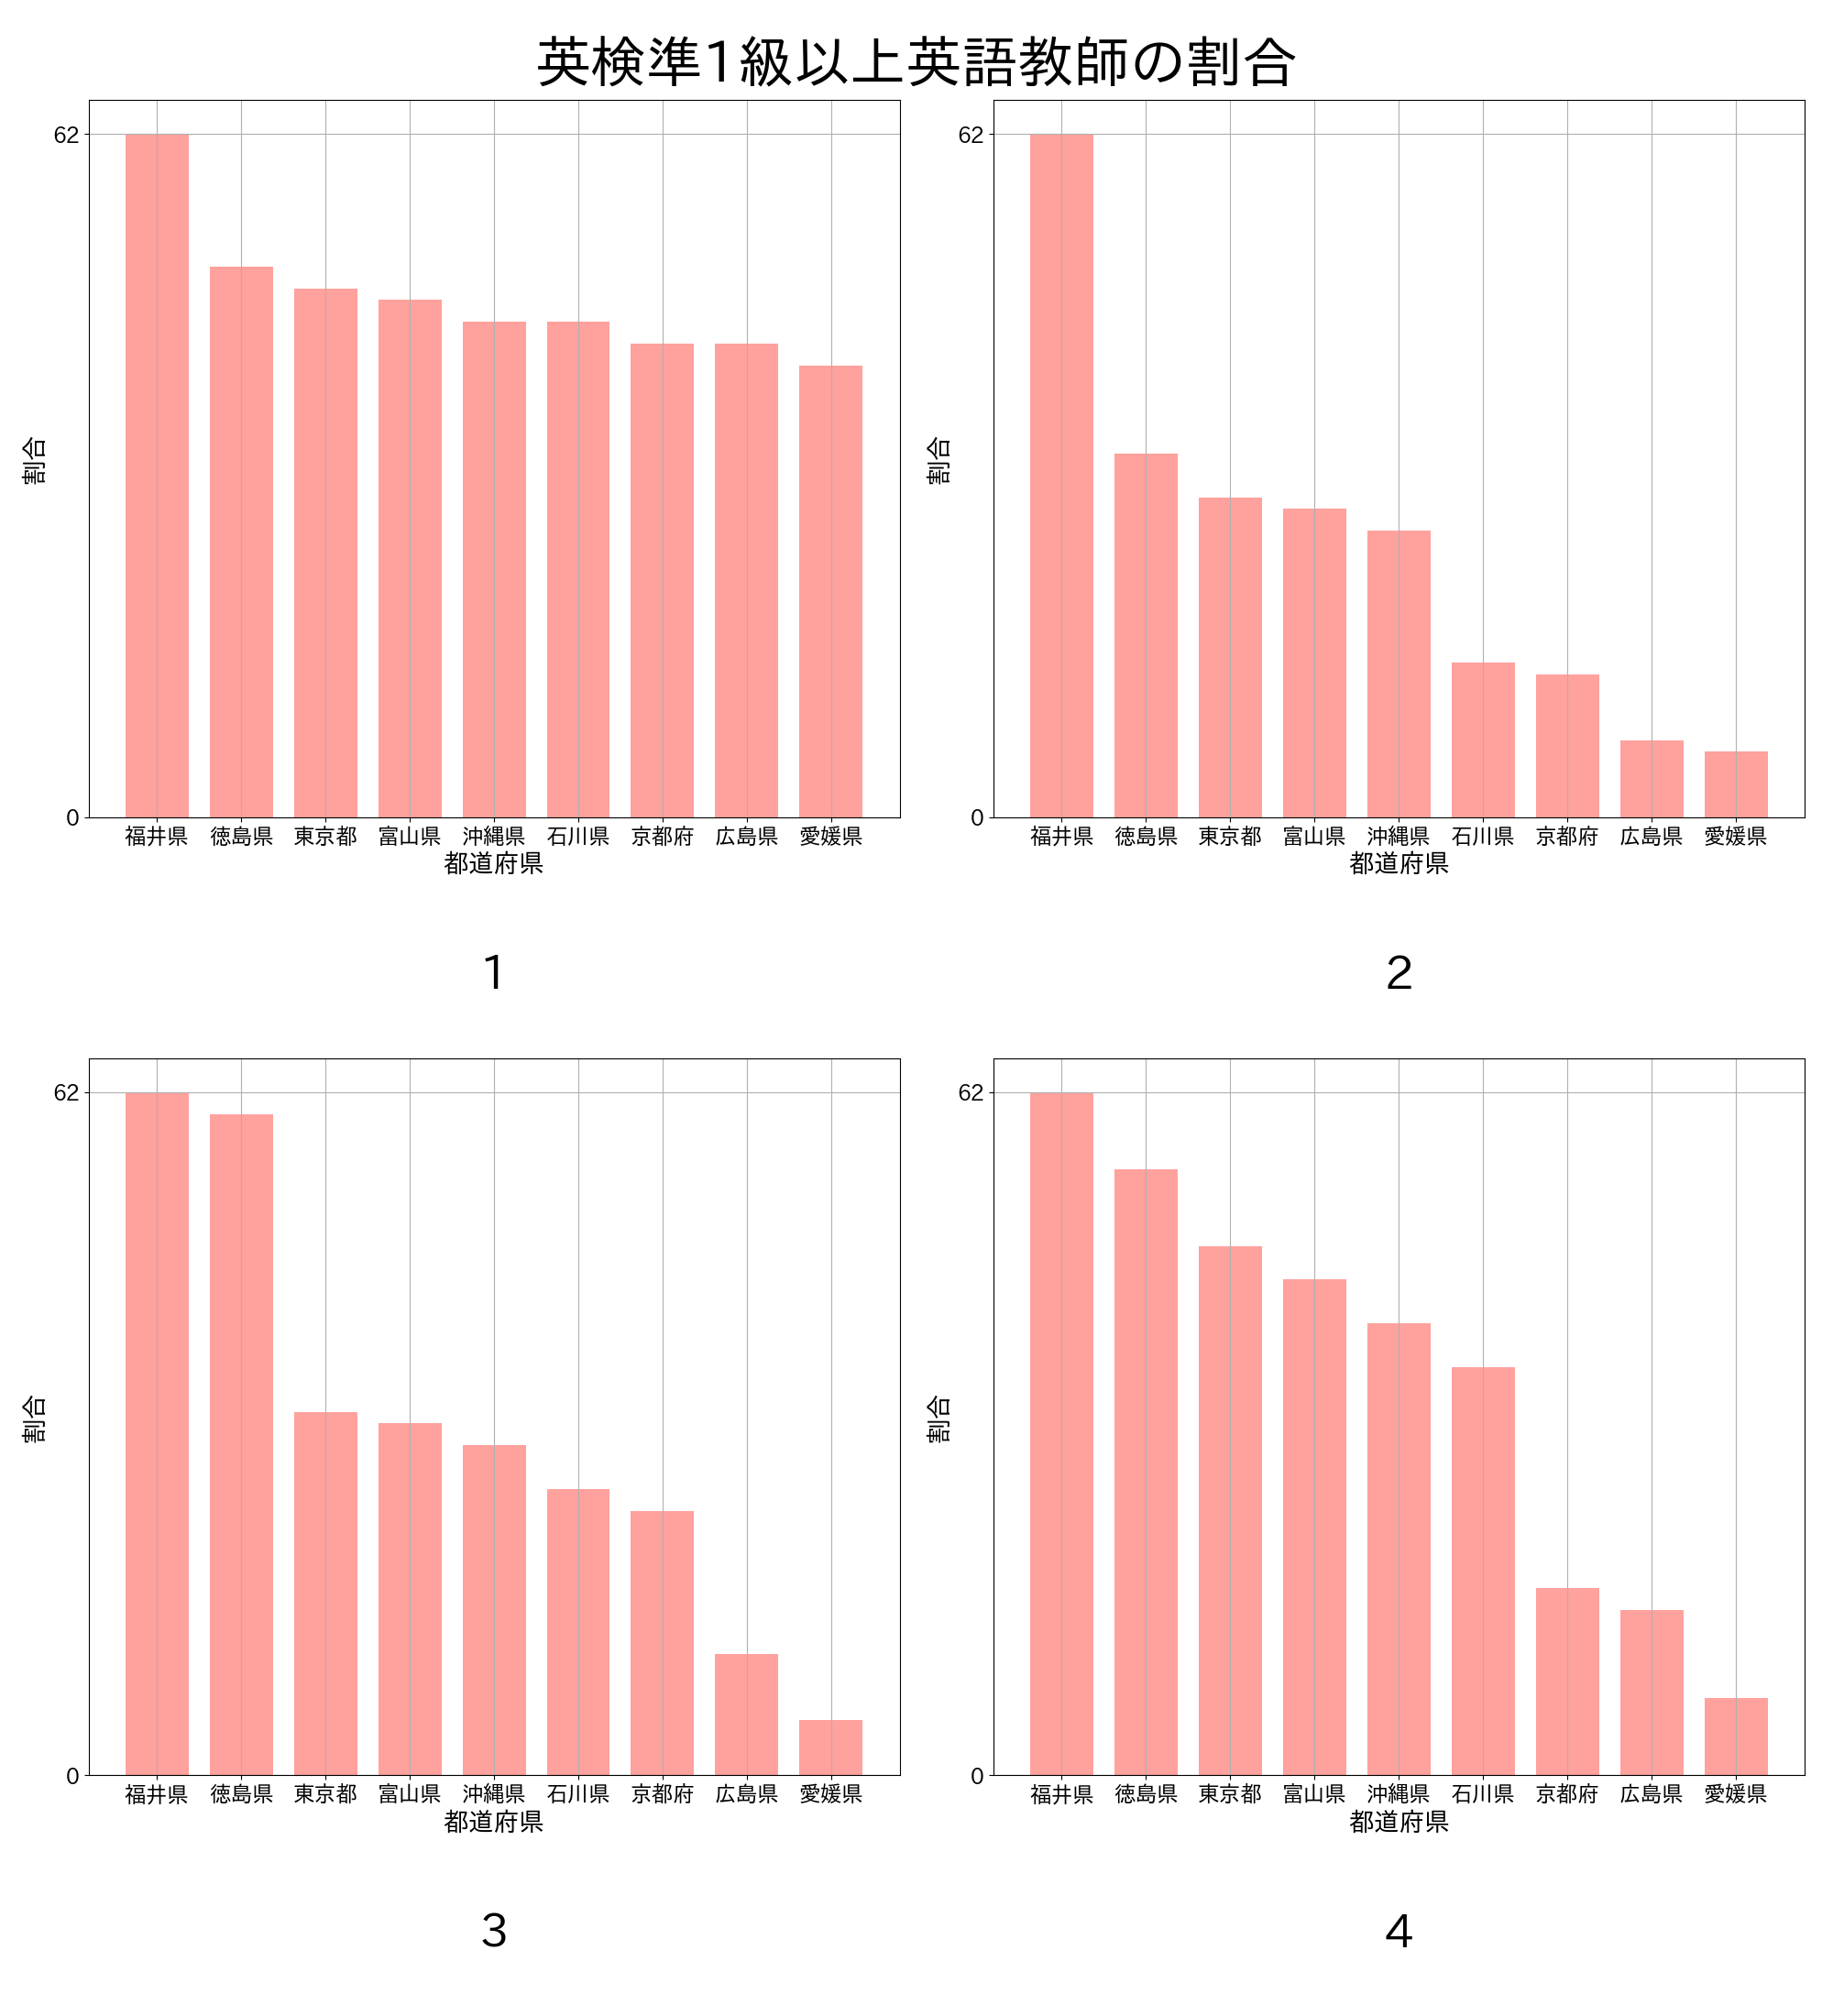 英検準1級以上英語教師の割合
62
0
割合
福井県 徳島県 東京都 富山県 沖縄県 石川県 京都府 広島県 愛媛県
都道府県
1
62
0
割合
福井県 徳島県 東京都 富山県 沖縄県 石川県 京都府 広島県 愛媛県
都道府県
2
62
0
割合
福井県 徳島県 東京都 富山県 沖縄県 石川県 京都府 広島県 愛媛県
都道府県
3
62
0
割合
福井県 徳島県 東京都 富山県 沖縄県 石川県 京都府 広島県 愛媛県
都道府県
4